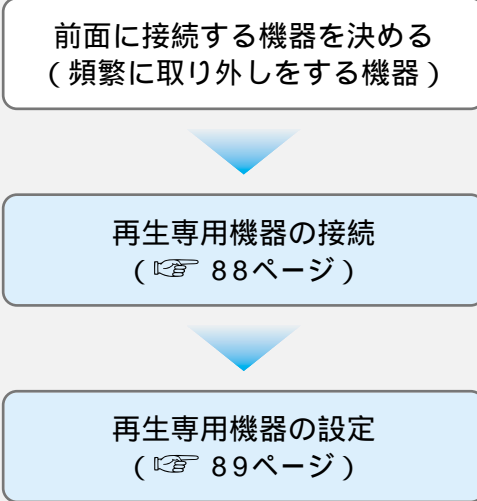 前面に接続する機器を決める
(頻繁に取り外しをする機器)
再生専用機器の接続
(☞ 88ページ)
再生専用機器の設定
(☞ 89ページ)